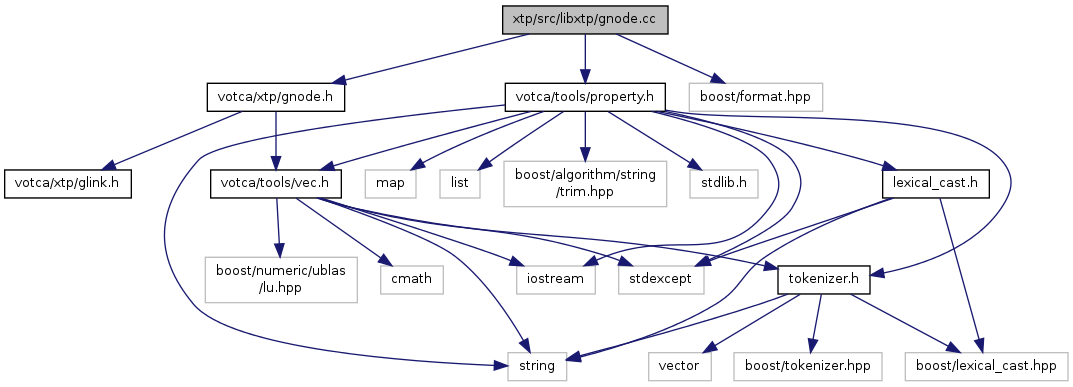 xtp/src/libxtp/gnode.cc
votca/xtp/gnode.h
votca/tools/property.h
boost/format.hpp
votca/xtp/glink.h
votca/tools/vec.h
map
list
boost/algorithm/string
/trim.hpp
stdlib.h
lexical_cast.h
boost/numeric/ublas
/lu.hpp
cmath
iostream
stdexcept
tokenizer.h
string
vector
boost/tokenizer.hpp
boost/lexical_cast.hpp